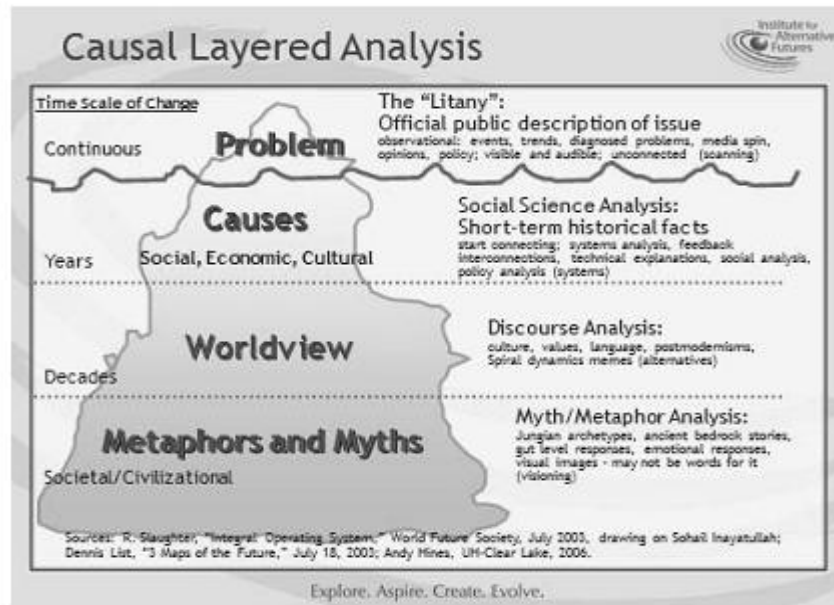 Causal Layered Analysis
Institute for
Alternative
Futures
Time Scale of Change
Continuous
Problem
The "Litany":
Official public description of issue
observational: events, trends, diagnosed problems, media spin,
opinions, policy; visible and audible; unconnected (scanning)
Causes
Social, Economic, Cultural
Years
Social Science Analysis:
Short-term historical facts
start connecting; systems analysis, feedback
interconnections, technical explanations, social analysis,
policy analysis (systems)
Worldview
Decades
Discourse Analysis:
culture, values, language, postmodernisms,
Spiral dynamics memes (alternatives)
Metaphors and Myths
Societal/Civilizational
Myth/Metaphor Analysis:
Jungian archetypes, ancient bedrock stories,
gut level responses, emotional responses,
visual images - may not be words for it
(visioning)
Sources: R. Slaughter, "Integral Operating System," World Future Society, July 2003, drawing on Sohail Inayatullah;
Dennis List, "3 Maps of the Future," July 18, 2003; Andy Hines, UH-Clear Lake, 2006.
Explore. Aspire. Create. Evolve.